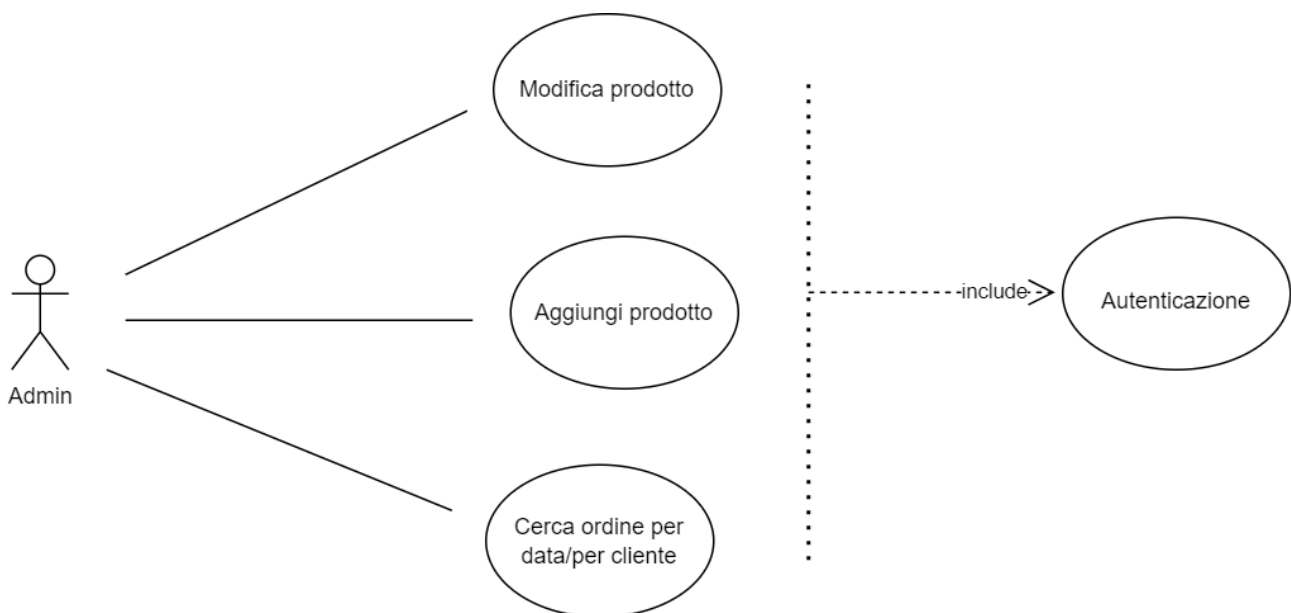 Modifica prodotto
Aggiungi prodotto
include
Autenticazione
Admin
Cerca ordine per
data/per cliente